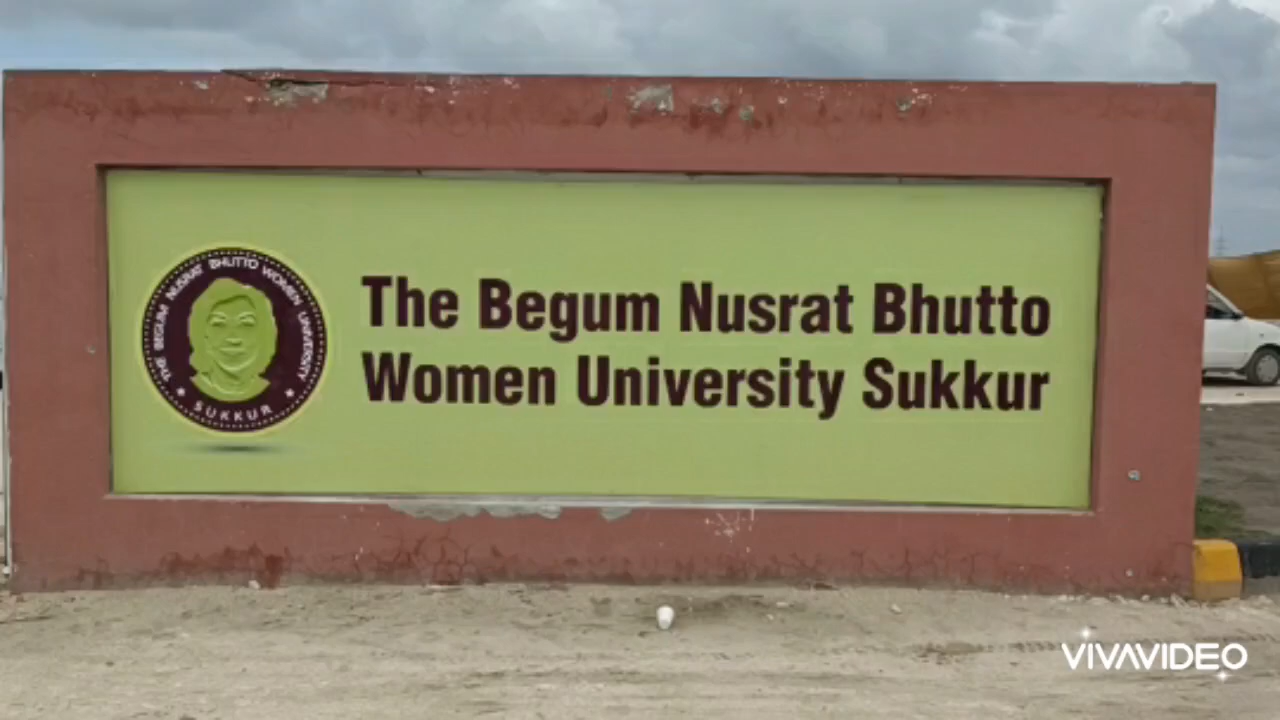 THE BEGUM NUSRAT BHUTTO WOMEN UNIVERSITY
SUKKUR
The Begum Nusrat Bhutto
Women University Sukkur
VIVAVIDEO